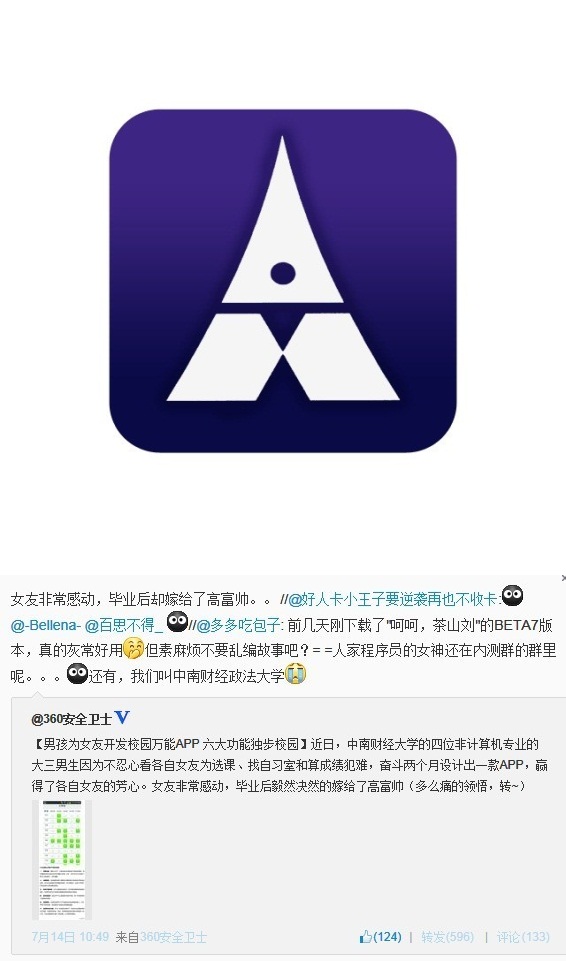 女友非常感动，毕业后却嫁给了高富帅。。 //@好人卡小王子要逆袭再也不收卡:
@-Bellena- @百思不得_ //@多多吃包子: 前几天刚下载了"呵呵，茶山刘"的BETA7版
本，真的灰常好用但素麻烦不要乱编故事吧？= =人家程序员的女神还在内测群的群里
呢。。。还有，我们叫中南财经政法大学
@360安全卫士
【男孩为女友开发校园万能APP 六大功能独步校园】近日，中南财经大学的四位非计算机专业的
大三男生因为不忍心看各自女友为选课、找自习室和算成绩犯难，奋斗两个月设计出一款APP，赢
得了各自女友的芳心。女友非常感动，毕业后毅然决然的嫁给了高富帅（多么痛的领悟，转~）
7月14日 10:49 来自360安全卫士 (124) | 转发(596) | 评论(133)